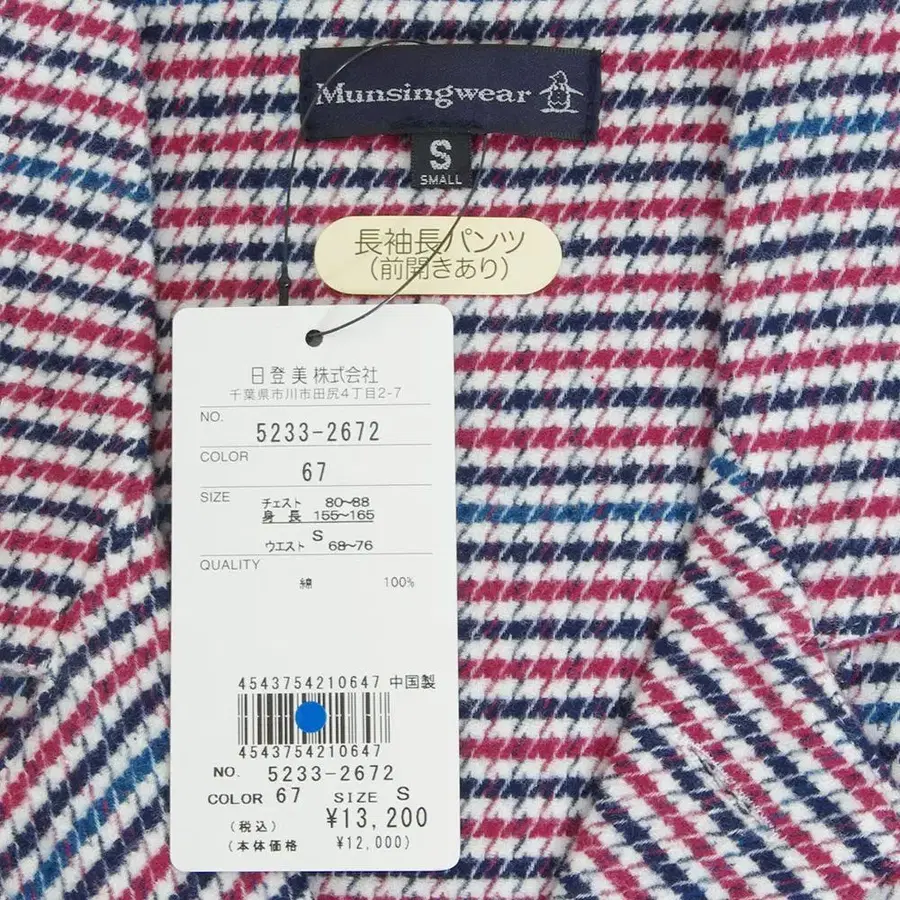 Munsingwear
S
SMALL
長袖長パンツ
(前開きあり)
日登美株式会社
千葉県市川市田尻4丁目2-7
NO.
5233-2672
COLOR
67
SIZE
チェスト 80~88
身長 155~165
S
ウエスト 68~76
QUALITY
綿 100%
4543754210647 中国製
4543754210647
NO. 5233-2672
COLOR 67 SIZE S
(税込) ¥13,200
(本体価格 ¥12,000)